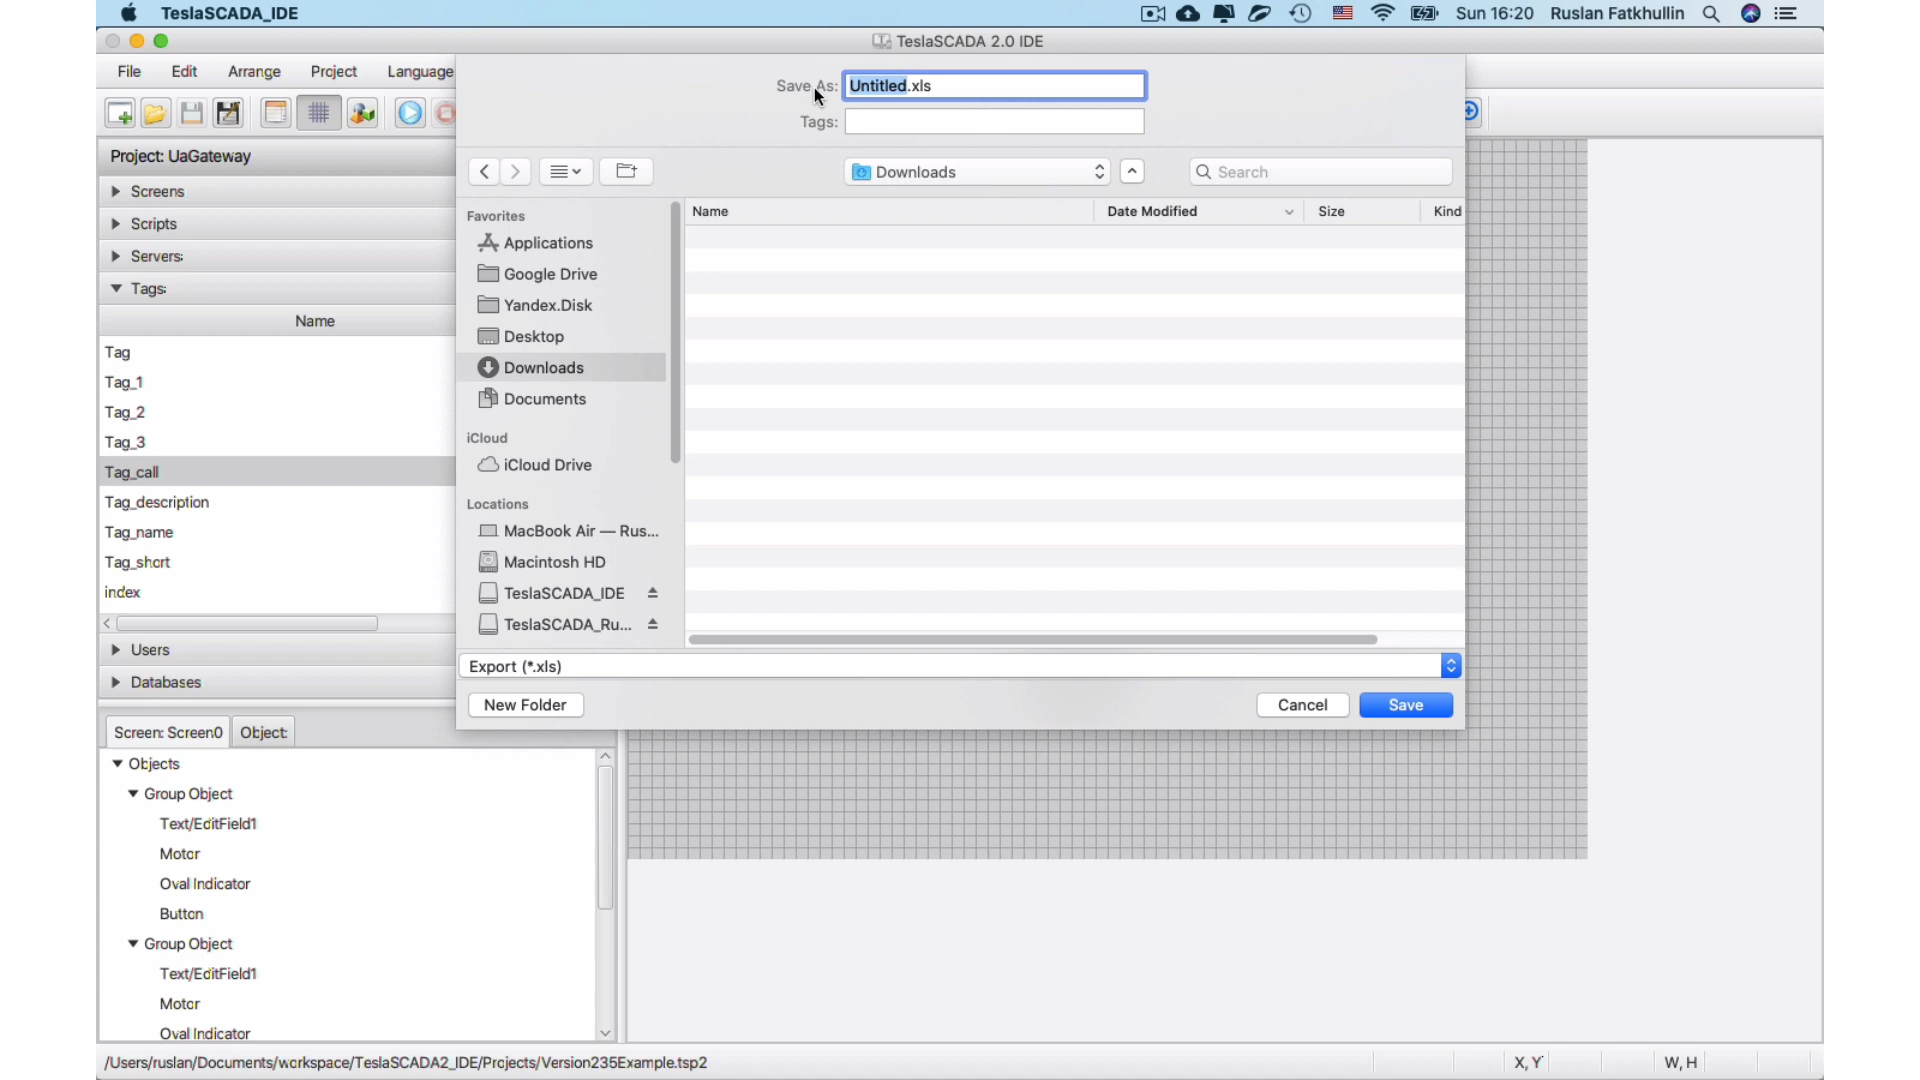 TeslaSCADA_IDE
Sun 16:20 Ruslan Fatkhullin
TeslaSCADA 2.0 IDE
File Edit Arrange Project Language
Save As: Untitled.xls
Tags:
Project: UaGateway
Downloads
Search
Screens
Scripts
Servers:
Tags:
Name
Tag
Tag_1
Tag_2
Tag_3
Tag_call
Tag_description
Tag_name
Tag_short
index
Users
Databases
Favorites
Applications
Google Drive
Yandex.Disk
Desktop
Downloads
Documents
iCloud
iCloud Drive
Locations
MacBook Air — Rus...
Macintosh HD
TeslaSCADA_IDE
TeslaSCADA_Ru...
Name Date Modified Size Kind
Export (*.xls)
New Folder Cancel Save
Screen: Screen0 Object:
Objects
Group Object
Text/EditField1
Motor
Oval Indicator
Button
Group Object
Text/EditField1
Motor
Oval Indicator
/Users/ruslan/Documents/workspace/TeslaSCADA2_IDE/Projects/Version235Example.tsp2
X, Y W, H